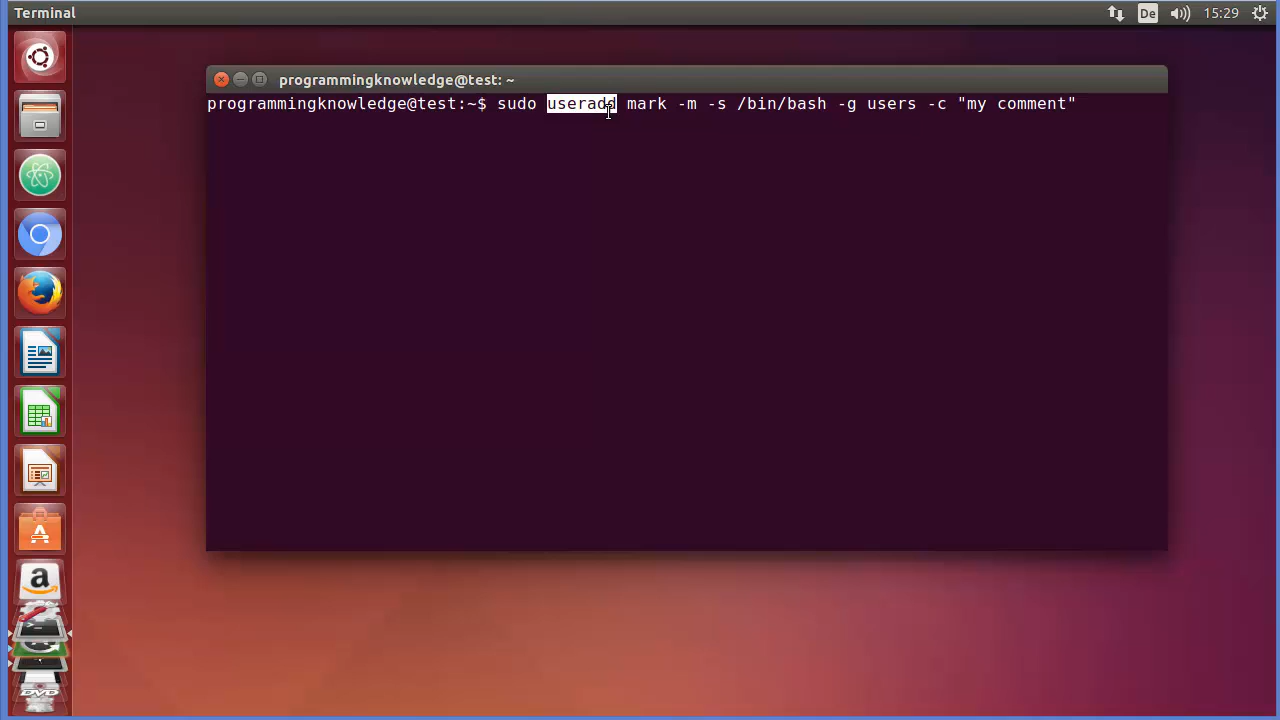 Terminal
De
15:29
programmingknowledge@test: ~
programmingknowledge@test:~$ sudo useradd mark -m -s /bin/bash -g users -c "my comment"